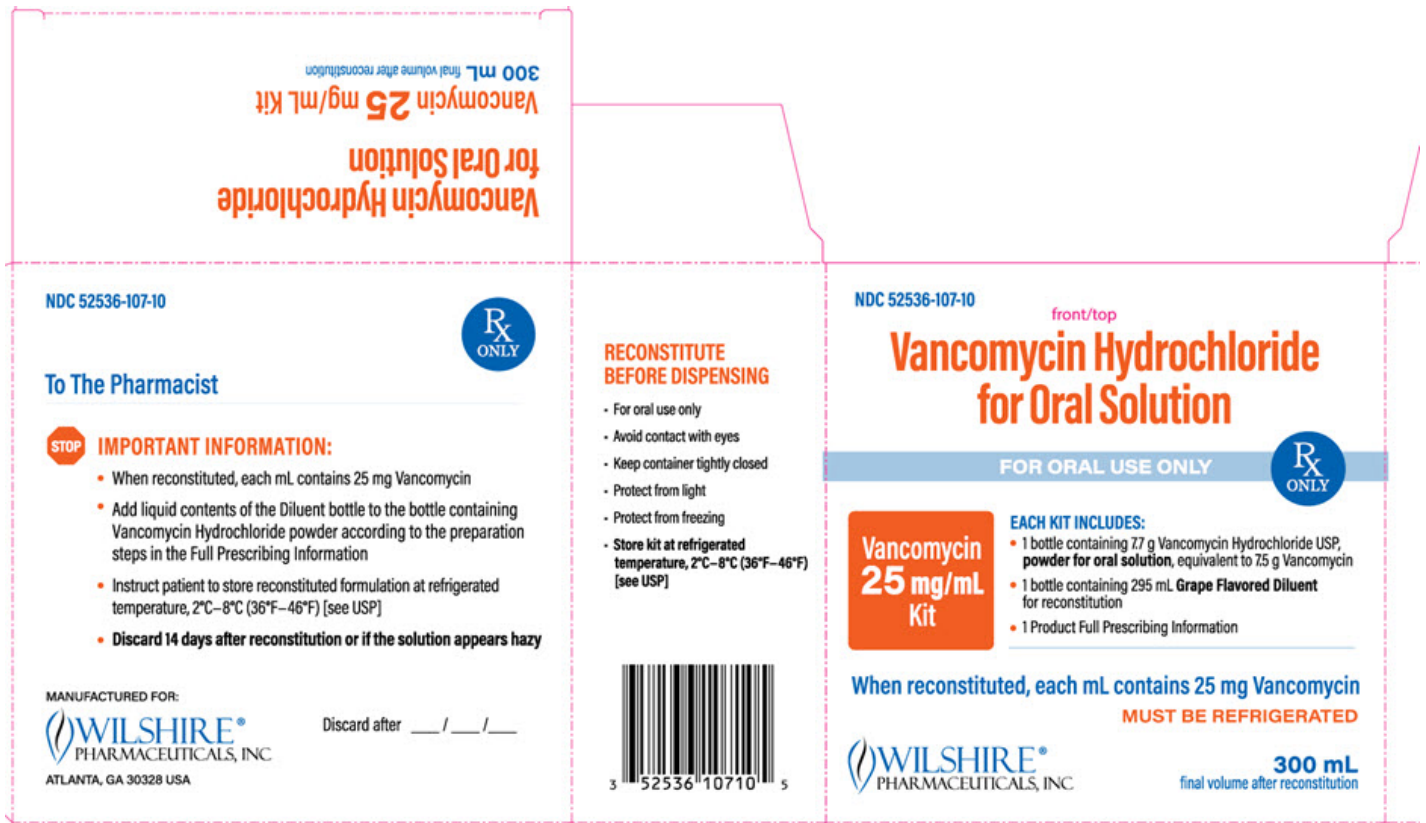 300 mL final volume after reconstitution
Vancomycin 25 mg/mL Kit
Vancomycin Hydrochloride
for Oral Solution
NDC 52536-107-10
Rx
ONLY
To The Pharmacist
STOP
IMPORTANT INFORMATION:
• When reconstituted, each mL contains 25 mg Vancomycin
• Add liquid contents of the Diluent bottle to the bottle containing
Vancomycin Hydrochloride powder according to the preparation
steps in the Full Prescribing Information
• Instruct patient to store reconstituted formulation at refrigerated
temperature, 2°C–8°C (36°F–46°F) [see USP]
• Discard 14 days after reconstitution or if the solution appears hazy
MANUFACTURED FOR:
WILSHIRE®
PHARMACEUTICALS, INC
ATLANTA, GA 30328 USA
Discard after ___/___/___
RECONSTITUTE
BEFORE DISPENSING
- For oral use only
- Avoid contact with eyes
- Keep container tightly closed
- Protect from light
- Protect from freezing
- Store kit at refrigerated
temperature, 2°C–8°C (36°F–46°F)
[see USP]
3 52536 10710 5
NDC 52536-107-10
front/top
Vancomycin Hydrochloride
for Oral Solution
FOR ORAL USE ONLY
Rx
ONLY
Vancomycin
25 mg/mL
Kit
EACH KIT INCLUDES:
• 1 bottle containing 7.7 g Vancomycin Hydrochloride USP,
powder for oral solution, equivalent to 7.5 g Vancomycin
• 1 bottle containing 295 mL Grape Flavored Diluent
for reconstitution
• 1 Product Full Prescribing Information
When reconstituted, each mL contains 25 mg Vancomycin
MUST BE REFRIGERATED
WILSHIRE®
PHARMACEUTICALS, INC
300 mL
final volume after reconstitution